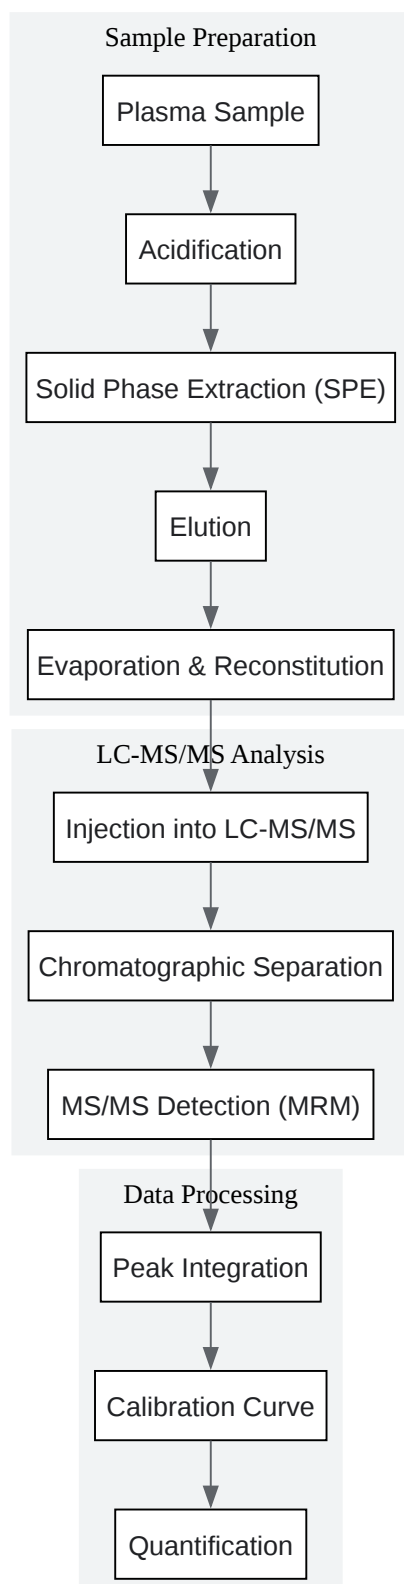 Sample Preparation
Plasma Sample
Acidification
Solid Phase Extraction (SPE)
Elution
Evaporation & Reconstitution
LC-MS/MS Analysis
Injection into LC-MS/MS
Chromatographic Separation
MS/MS Detection (MRM)
Data Processing
Peak Integration
Calibration Curve
Quantification